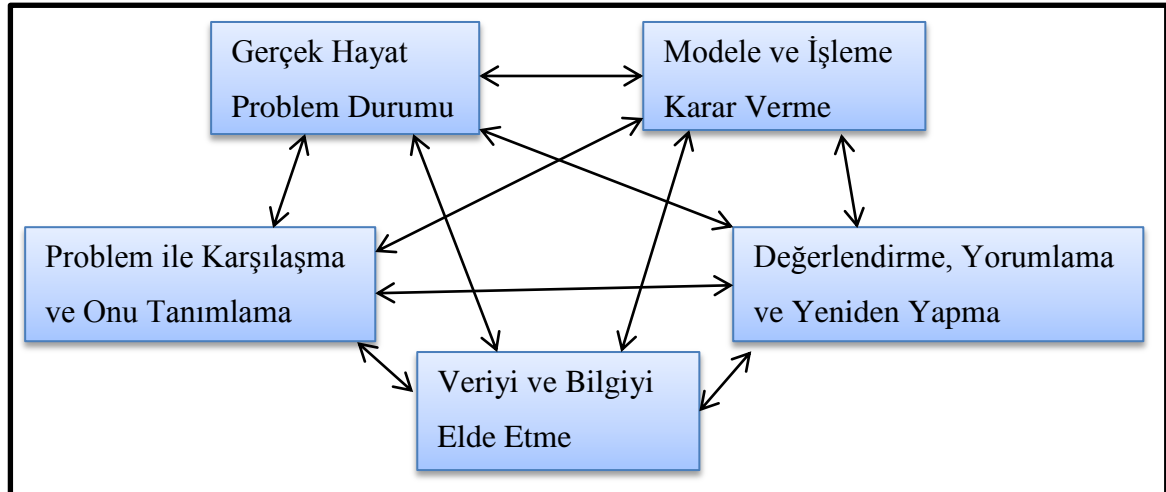 Gerçek Hayat
Problem Durumu
Modele ve İşleme
Karar Verme
Problem ile Karşılaşma
ve Onu Tanımlama
Değerlendirme, Yorumlama
ve Yeniden Yapma
Veriyi ve Bilgiyi
Elde Etme